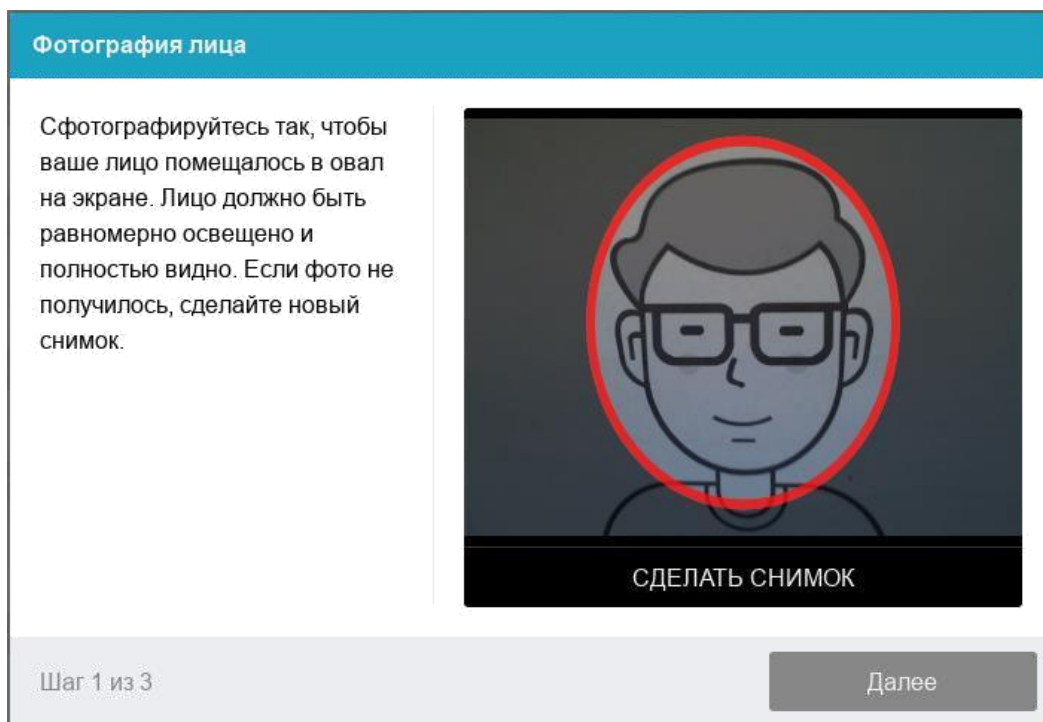 Фотография лица
Сфотографируйтесь так, чтобы
ваше лицо помещалось в овал
на экране. Лицо должно быть
равномерно освещено и
полностью видно. Если фото не
получилось, сделайте новый
снимок.
СДЕЛАТЬ СНИМОК
Шаг 1 из 3
Далее